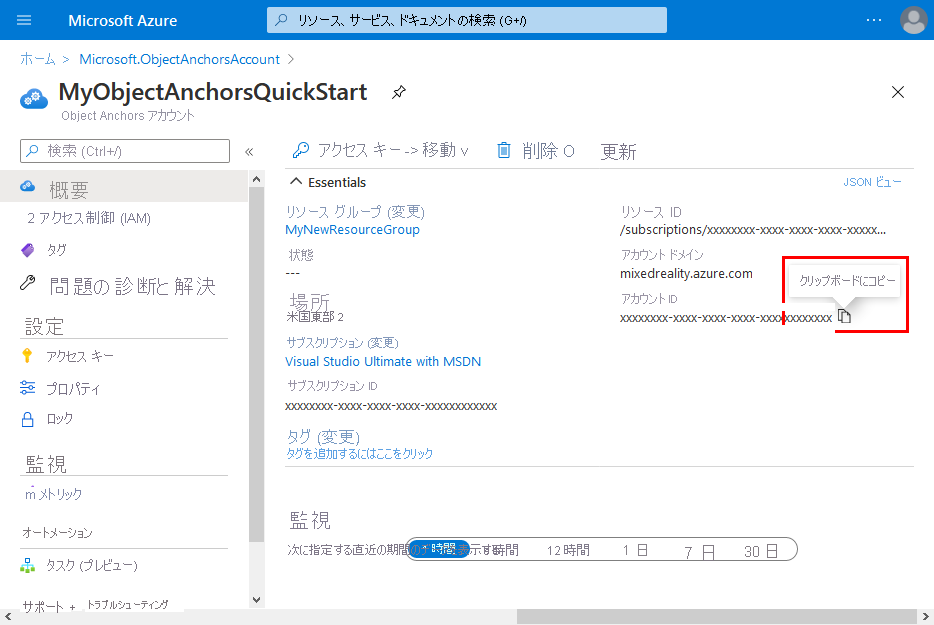 Microsoft Azure
リソース、サービス、ドキュメントの検索 (G+/)
ホーム > Microsoft.ObjectAnchorsAccount >
MyObjectAnchorsQuickStart
Object Anchors アカウント
検索 (Ctrl+/)
«
アクセス キー -> 移動 ∨ 削除 O 更新
概要
2 アクセス制御 (IAM)
タグ
問題の診断と解決
設定
アクセス キー
プロパティ
ロック
監視
m メトリック
オートメーション
タスク (プレビュー)
サポート + トラブルシューティング
Essentials
JSON ビュー
リソース グループ (変更)
MyNewResourceGroup
状態
---
場所
米国東部 2
サブスクリプション (変更)
Visual Studio Ultimate with MSDN
サブスクリプション ID
xxxxxxxx-xxxx-xxxx-xxxx-xxxxxxxxxxxx
タグ (変更)
タグを追加するにはここをクリック
リソース ID
/subscriptions/xxxxxxxx-xxxx-xxxx-xxxx-xxxxx...
アカウント ドメイン
mixedreality.azure.com
アカウント ID
xxxxxxxx-xxxx-xxxx-xxxx-xxxxxxxxxxxx
クリップボードにコピー
監視
次に指定する直近の期間の 時間 表示する 時間 12 時間 1 日 7 日 30 日